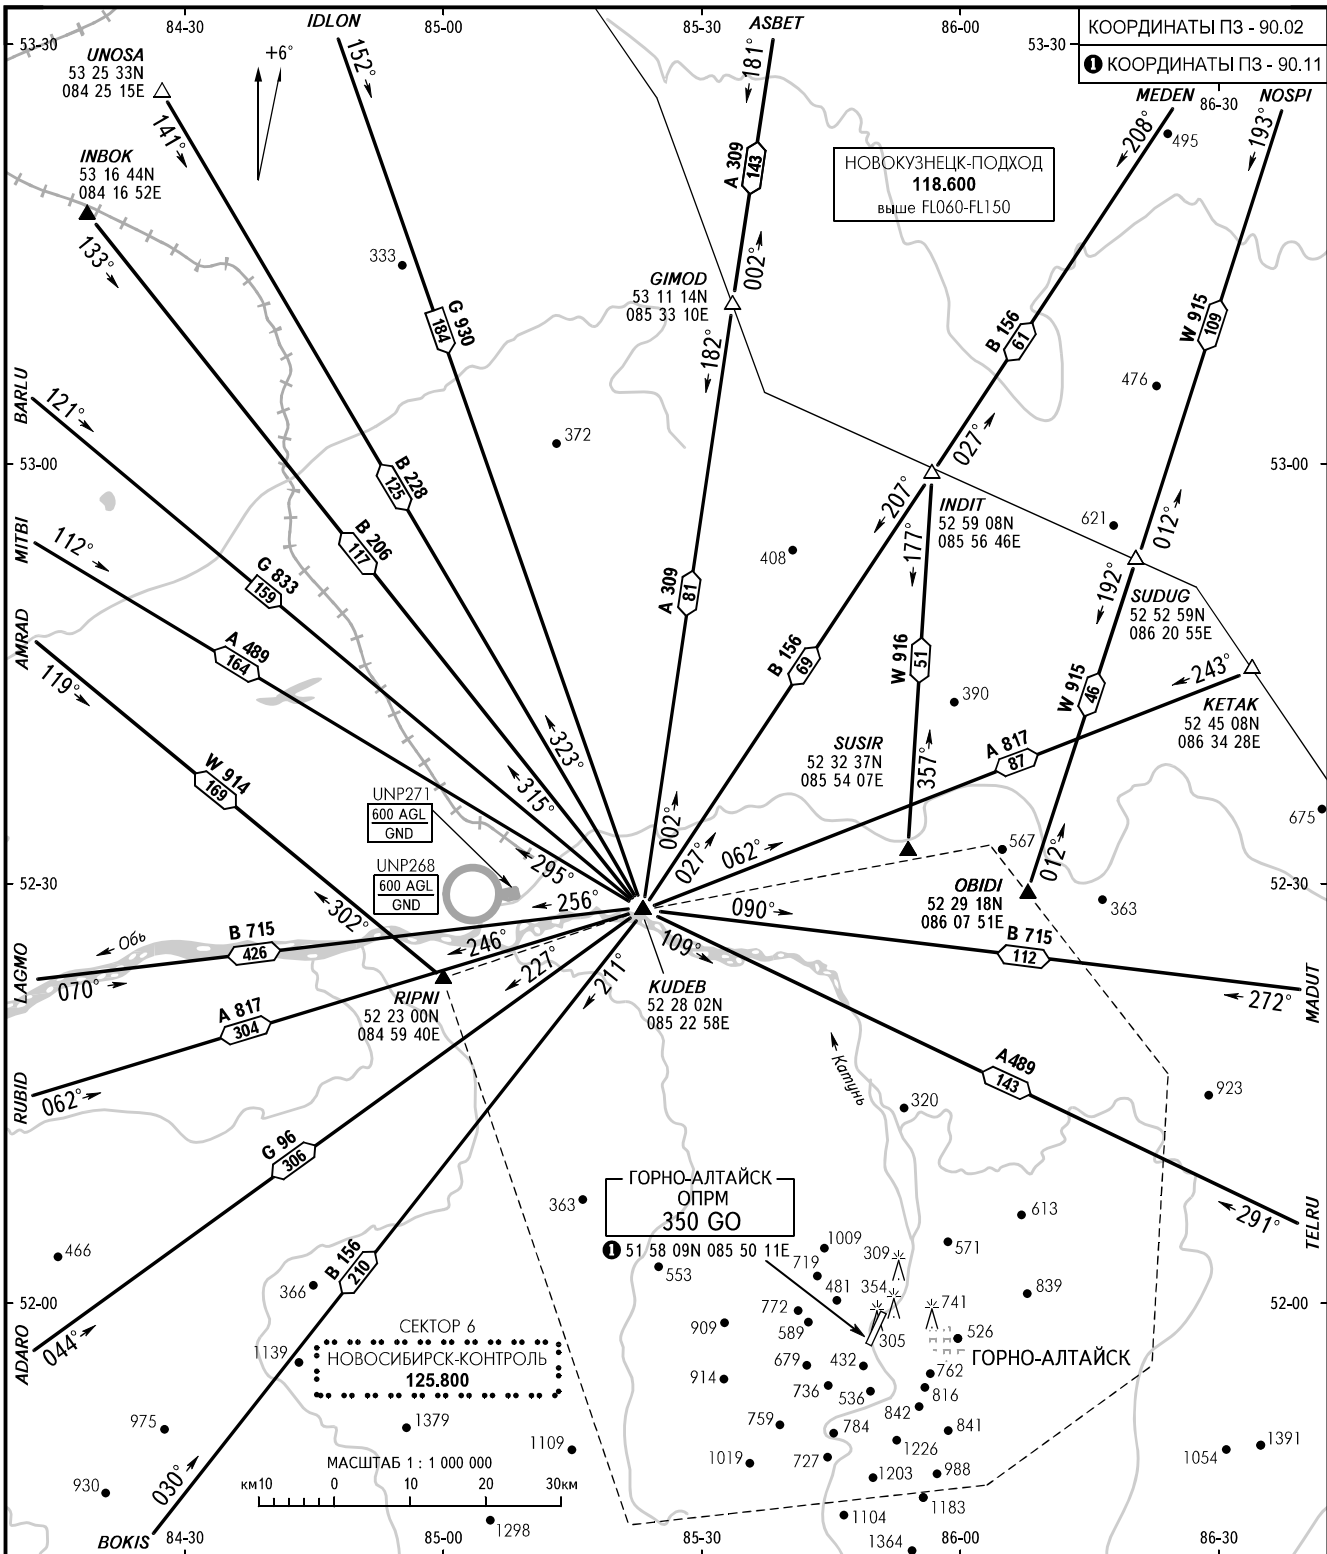 84-30
IDLON
85-00
85-30
ASBET
86-00
КООРДИНАТЫ ПЗ - 90.02
❶ КООРДИНАТЫ ПЗ - 90.11
53-30
53-30
UNOSA
53 25 33N
084 25 15E
+6°
152°
181°
MEDEN
86-30
NOSPI
141°
208°
193°
495
INBOK
53 16 44N
084 16 52E
A 309
143
НОВОКУЗНЕЦК-ПОДХОД
118.600
выше FL060-FL150
133°
333
002°
GIMOD
53 11 14N
085 33 10E
G 930
184
182°
B 156
61
W 915
109
BARLU
121°
476
372
027°
53-00
53-00
B 228
125
207°
INDIT
52 59 08N
085 56 46E
621
012°
MITBI
112°
B 206
117
408
177°
192°
G 833
159
A 309
81
SUDUG
52 52 59N
086 20 55E
AMRAD
A 489
164
B 156
69
W 916
51
119°
W 915
46
243°
KETAK
52 45 08N
086 34 28E
390
323°
SUSIR
52 32 37N
085 54 07E
357°
A 817
87
W 914
169
315°
UNP271
600 AGL
GND
002°
675
027°
062°
567
012°
UNP268
600 AGL
GND
295°
52-30
52-30
OBIDI
52 29 18N
086 07 51E
363
302°
256°
090°
Обь
B 715
426
246°
109°
B 715
112
LAGMO
070°
227°
211°
KUDEB
52 28 02N
085 22 58E
272°
MADUT
RIPNI
52 23 00N
084 59 40E
A 817
304
Катунь
A489
143
RUBID
062°
320
923
G 96
306
ГОРНО-АЛТАЙСК
ОПРМ
350 GO
❶ 51 58 09N 085 50 11E
363
613
291°
TELRU
466
B 156
210
553
1009
309
571
719
366
481
354
839
52-00
52-00
772
741
СЕКТОР 6
НОВОСИБИРСК-КОНТРОЛЬ
125.800
909
589
305
526
ADARO
044°
1139
679
432
ГОРНО-АЛТАЙСК
762
914
736
536
816
842
975
1379
759
784
841
1109
1226
1054
1391
МАСШТАБ 1 : 1 000 000
км10 0 10 20 30км
1019
727
1203
988
930
030°
1183
1298
1104
BOKIS
84-30
85-00
85-30
1364
86-00
86-30